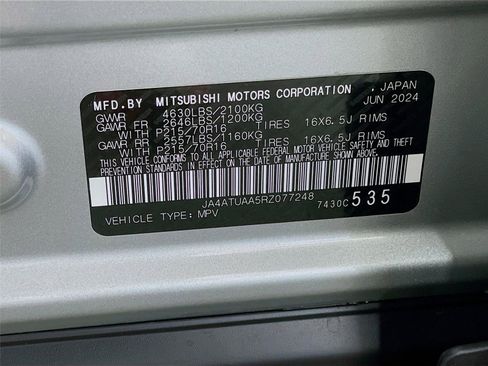 MFD.BY MITSUBISHI MOTORS CORPORATION . JAPAN
GVWR 4630LBS/2100KG JUN 2024
GAWR FR 2646LBS/1200KG
WITH P215/70R16 16X6.5J RIMS
GAWR RR 2557LBS/1160KG
WITH P215/70R16 16X6.5J RIMS
THIS VEHICLE CONFORMS TO ALL APPLICABLE FEDERAL MOTOR VEHICLE SAFETY AND THEFT
PREVENTION STANDARDS IN EFFECT ON THE DATE OF MANUFACTURE SHOWN ABOVE.
JA4ATUAA5RZ077248
VEHICLE TYPE: MPV 7430C 535